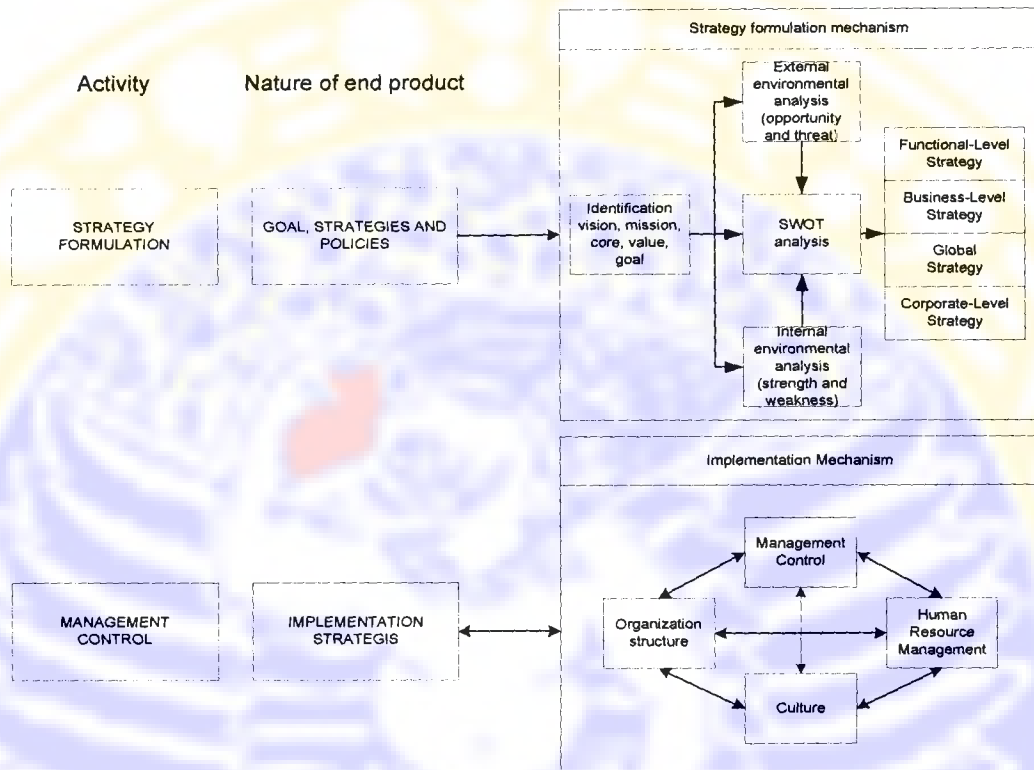 Strategy formulation mechanism
Activity
Nature of end product
External
environmental
analysis
(opportunity
and threat)
Functional-Level
Strategy
STRATEGY
FORMULATION
GOAL, STRATEGIES AND
POLICIES
Identification
vision, mission,
core, value,
goal
SWOT
analysis
Business-Level
Strategy
Global
Strategy
Corporate-Level
Strategy
Internal
environmental
analysis
(strength and
weakness)
Implementation Mechanism
Management
Control
MANAGEMENT
CONTROL
IMPLEMENTATION
STRATEGIS
Organization
structure
Human
Resource
Management
Culture